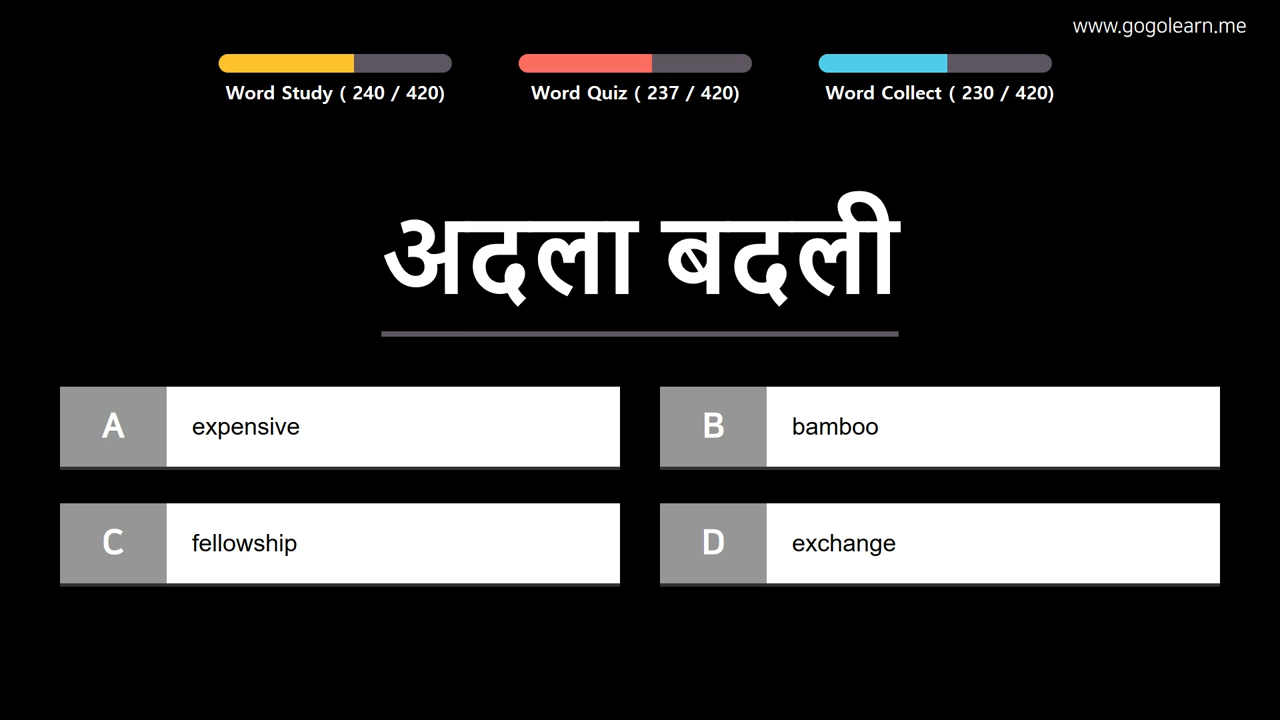 www.gogolearn.me
Word Study ( 240 / 420)
Word Quiz ( 237 / 420)
Word Collect ( 230 / 420)
अदला बदली
A
expensive
B
bamboo
C
fellowship
D
exchange